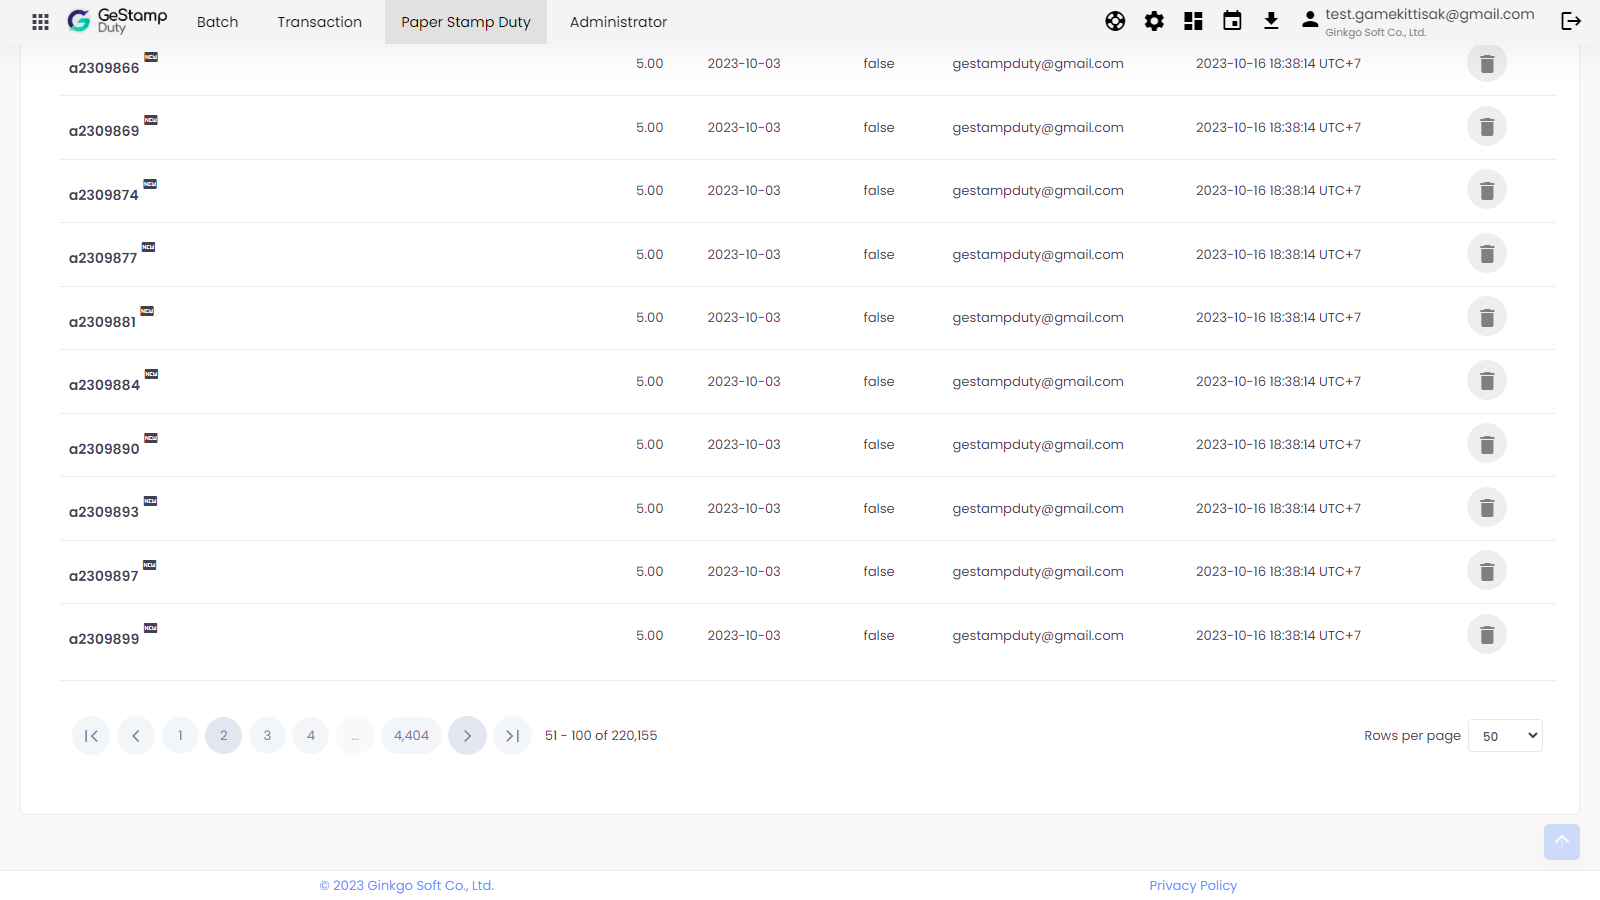 GeStamp
Duty
Batch
Transaction
Paper Stamp Duty
Administrator
test.gamekittisak@gmail.com
Ginkgo Soft Co., Ltd.
a2309866 NEW 5.00 2023-10-03 false gestampduty@gmail.com 2023-10-16 18:38:14 UTC+7
a2309869 NEW 5.00 2023-10-03 false gestampduty@gmail.com 2023-10-16 18:38:14 UTC+7
a2309874 NEW 5.00 2023-10-03 false gestampduty@gmail.com 2023-10-16 18:38:14 UTC+7
a2309877 NEW 5.00 2023-10-03 false gestampduty@gmail.com 2023-10-16 18:38:14 UTC+7
a2309881 NEW 5.00 2023-10-03 false gestampduty@gmail.com 2023-10-16 18:38:14 UTC+7
a2309884 NEW 5.00 2023-10-03 false gestampduty@gmail.com 2023-10-16 18:38:14 UTC+7
a2309890 NEW 5.00 2023-10-03 false gestampduty@gmail.com 2023-10-16 18:38:14 UTC+7
a2309893 NEW 5.00 2023-10-03 false gestampduty@gmail.com 2023-10-16 18:38:14 UTC+7
a2309897 NEW 5.00 2023-10-03 false gestampduty@gmail.com 2023-10-16 18:38:14 UTC+7
a2309899 NEW 5.00 2023-10-03 false gestampduty@gmail.com 2023-10-16 18:38:14 UTC+7
1 2 3 4 ... 4,404 51 - 100 of 220,155 Rows per page 50
© 2023 Ginkgo Soft Co., Ltd. Privacy Policy